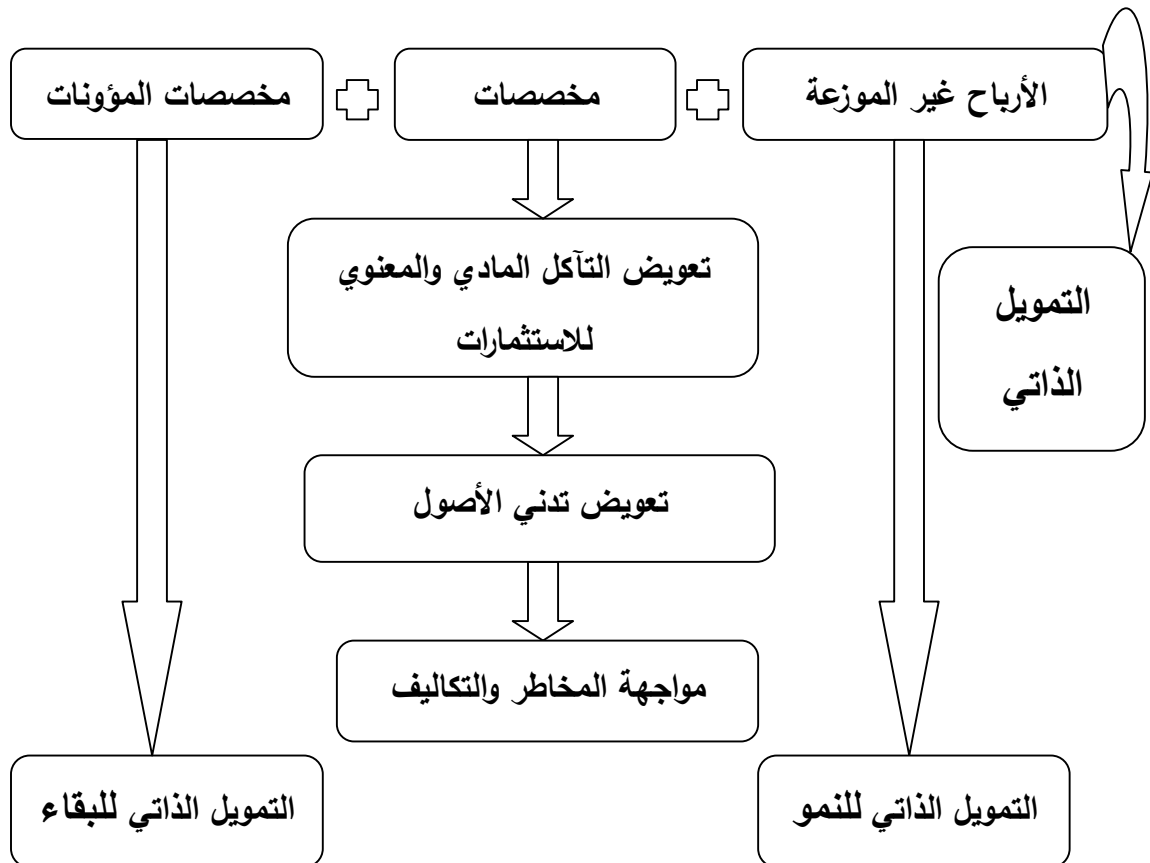 الأرباح غير الموزعة
مخصصات
مخصصات المؤونات
تعويض التآكل المادي والمعنوي
للاستثمارات
التمويل
الذاتي
تعويض تدني الأصول
مواجهة المخاطر والتكاليف
التمويل الذاتي للنمو
التمويل الذاتي للبقاء